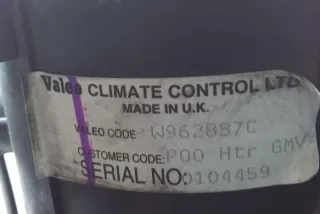 Valeo CLIMATE CONTROL LTD
MADE IN U.K.
VALEO CODE: W962887C
CUSTOMER CODE: P00 Htr GMV
SERIAL NO: 0104459